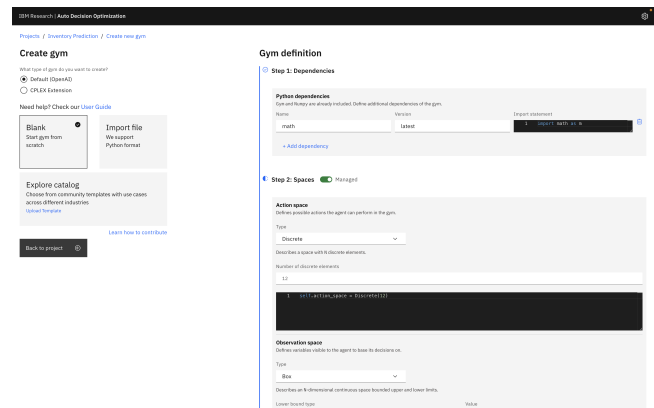 IBM Research | Auto Decision Optimization
Projects / Inventory Prediction / Create new gym
Create gym
What type of gym do you want to create?
Default (OpenAI)
CPLEX Extension
Need help? Check our User Guide
Blank
Start gym from
scratch
Import file
We support
Python format
Explore catalog
Choose from community templates with use cases
across different industries
Upload Template
Learn how to contribute
Back to project
Gym definition
Step 1: Dependencies
Python dependencies
Gym and Numpy are already included. Define additional dependencies of the gym.
Name Version Import statement
math latest 1 import math as m
+ Add dependency
Step 2: Spaces Managed
Action space
Defines possible actions the agent can perform in the gym.
Type
Discrete
Describes a space with N discrete elements.
Number of discrete elements
12
1 self.action_space = Discrete(12)
Observation space
Defines variables visible to the agent to base its decisions on.
Type
Box
Describes an N-dimensional continuous space bounded upper and lower limits.
Lower bound type Value